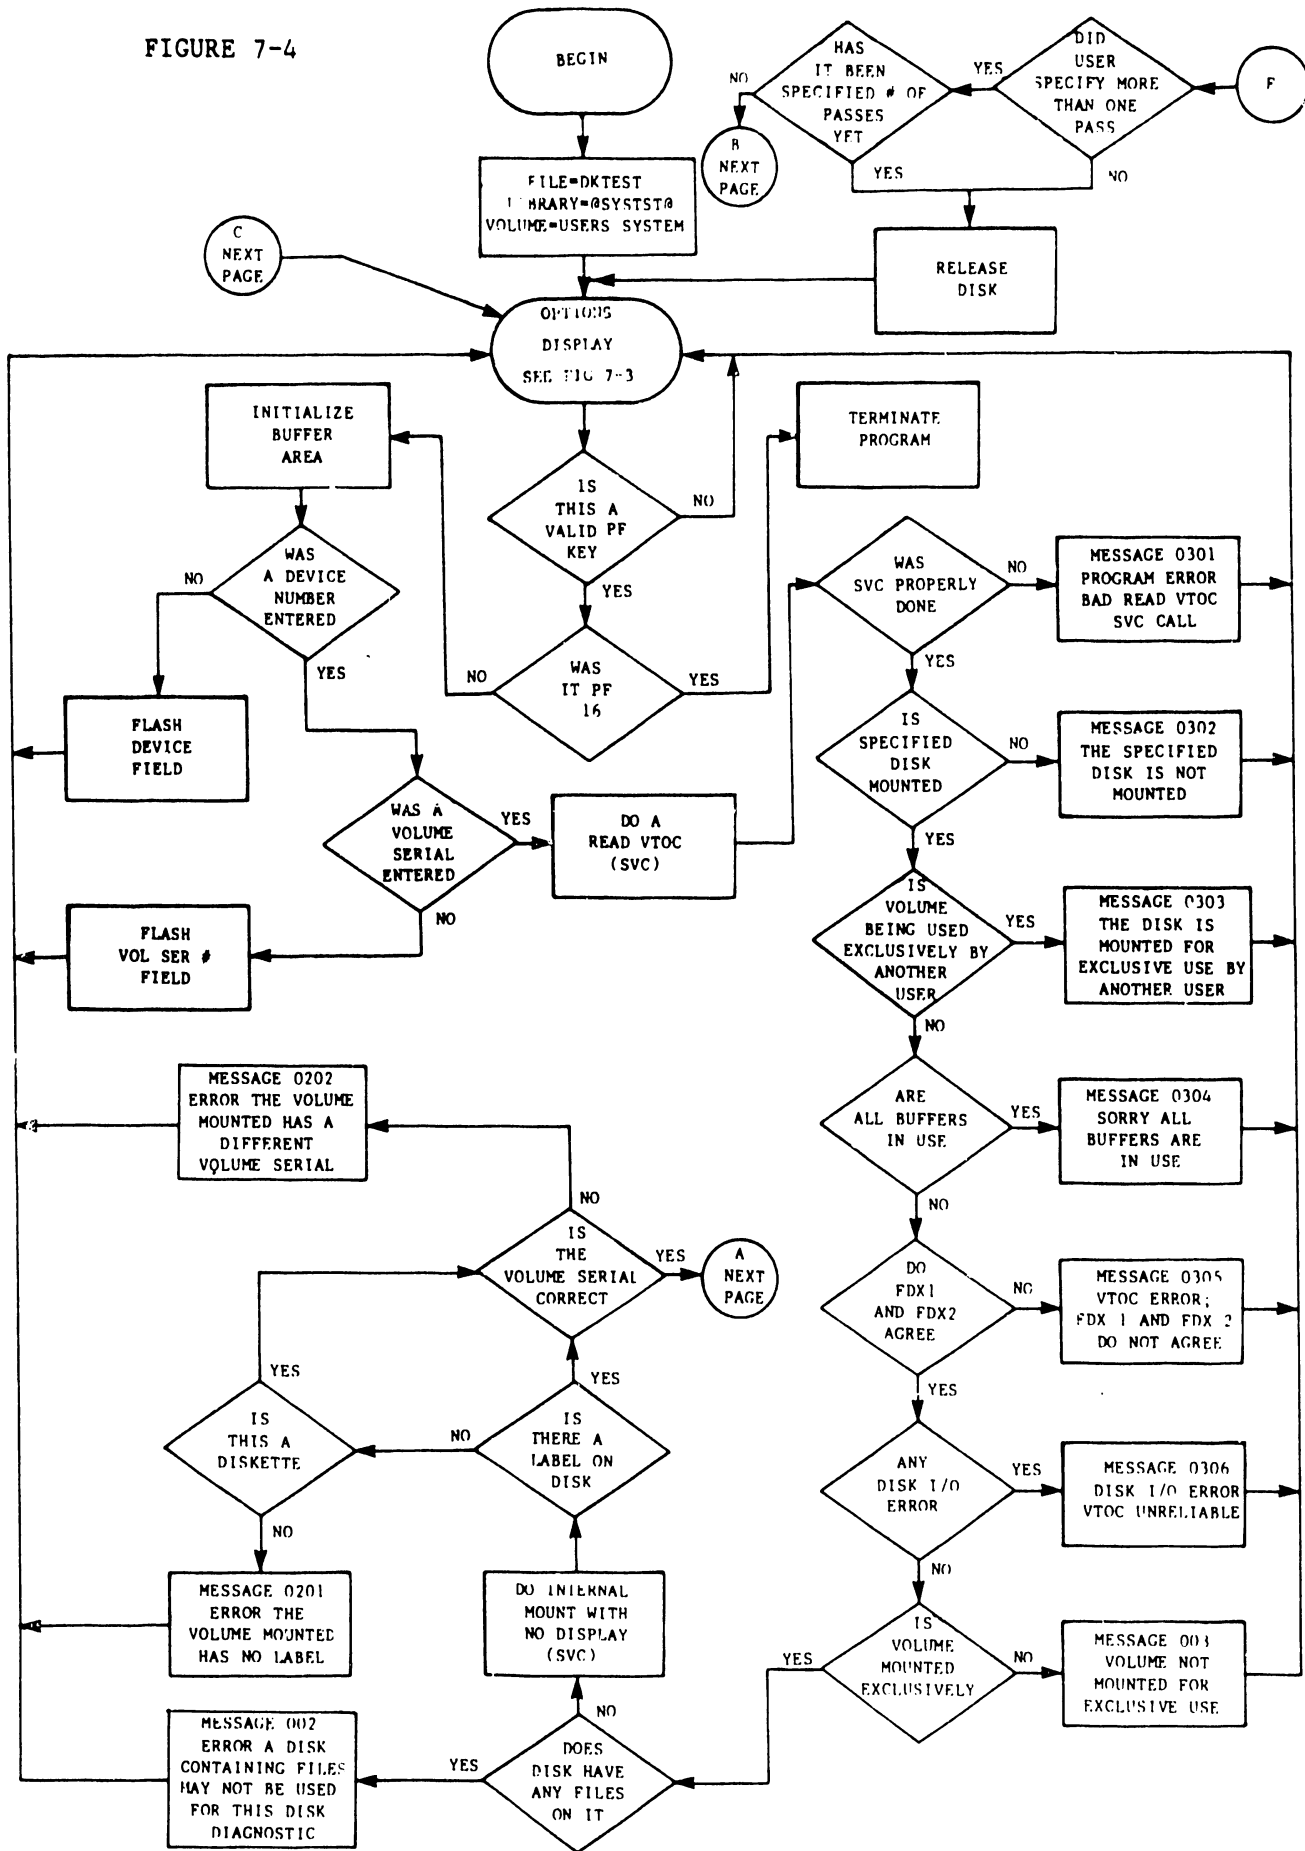 FIGURE 7-4
BEGIN
HAS
IT BEEN
SPECIFIED # OF
PASSES
YET
DID
USER
SPECIFY MORE
THAN ONE
PASS
F
NO
YES
B
NEXT
PAGE
YES
NO
FILE=DKTEST
LIBRARY=@SYSTST@
VOLUME=USERS SYSTEM
C
NEXT
PAGE
RELEASE
DISK
OPTIONS
DISPLAY
SEE FIG 7-3
INITIALIZE
BUFFER
AREA
TERMINATE
PROGRAM
IS
THIS A
VALID PF
KEY
NO
YES
WAS
A DEVICE
NUMBER
ENTERED
NO
YES
WAS
SVC PROPERLY
DONE
NO
YES
MESSAGE 0301
PROGRAM ERROR
BAD READ VTOC
SVC CALL
WAS
IT PF
16
NO
YES
FLASH
DEVICE
FIELD
IS
SPECIFIED
DISK
MOUNTED
NO
YES
MESSAGE 0302
THE SPECIFIED
DISK IS NOT
MOUNTED
WAS A
VOLUME
SERIAL
ENTERED
YES
NO
DO A
READ VTOC
(SVC)
IS
VOLUME
BEING USED
EXCLUSIVELY BY
ANOTHER
USER
YES
NO
MESSAGE 0303
THE DISK IS
MOUNTED FOR
EXCLUSIVE USE BY
ANOTHER USER
FLASH
VOL SER #
FIELD
MESSAGE 0202
ERROR THE VOLUME
MOUNTED HAS A
DIFFERENT
VOLUME SERIAL
ARE
ALL BUFFERS
IN USE
YES
NO
MESSAGE 0304
SORRY ALL
BUFFERS ARE
IN USE
NO
IS
THE
VOLUME SERIAL
CORRECT
YES
A
NEXT
PAGE
DO
FDX1
AND FDX2
AGREE
NO
YES
MESSAGE 0305
VTOC ERROR;
FDX 1 AND FDX 2
DO NOT AGREE
YES
YES
IS
THIS A
DISKETTE
NO
NO
IS
THERE A
LABEL ON
DISK
ANY
DISK I/O
ERROR
YES
NO
MESSAGE 0306
DISK I/O ERROR
VTOC UNRELIABLE
MESSAGE 0201
ERROR THE
VOLUME MOUNTED
HAS NO LABEL
DO INTERNAL
MOUNT WITH
NO DISPLAY
(SVC)
IS
VOLUME
MOUNTED
EXCLUSIVELY
YES
NO
MESSAGE 003
VOLUME NOT
MOUNTED FOR
EXCLUSIVE USE
MESSAGE 002
ERROR A DISK
CONTAINING FILES
MAY NOT BE USED
FOR THIS DISK
DIAGNOSTIC
YES
NO
DOES
DISK HAVE
ANY FILES
ON IT